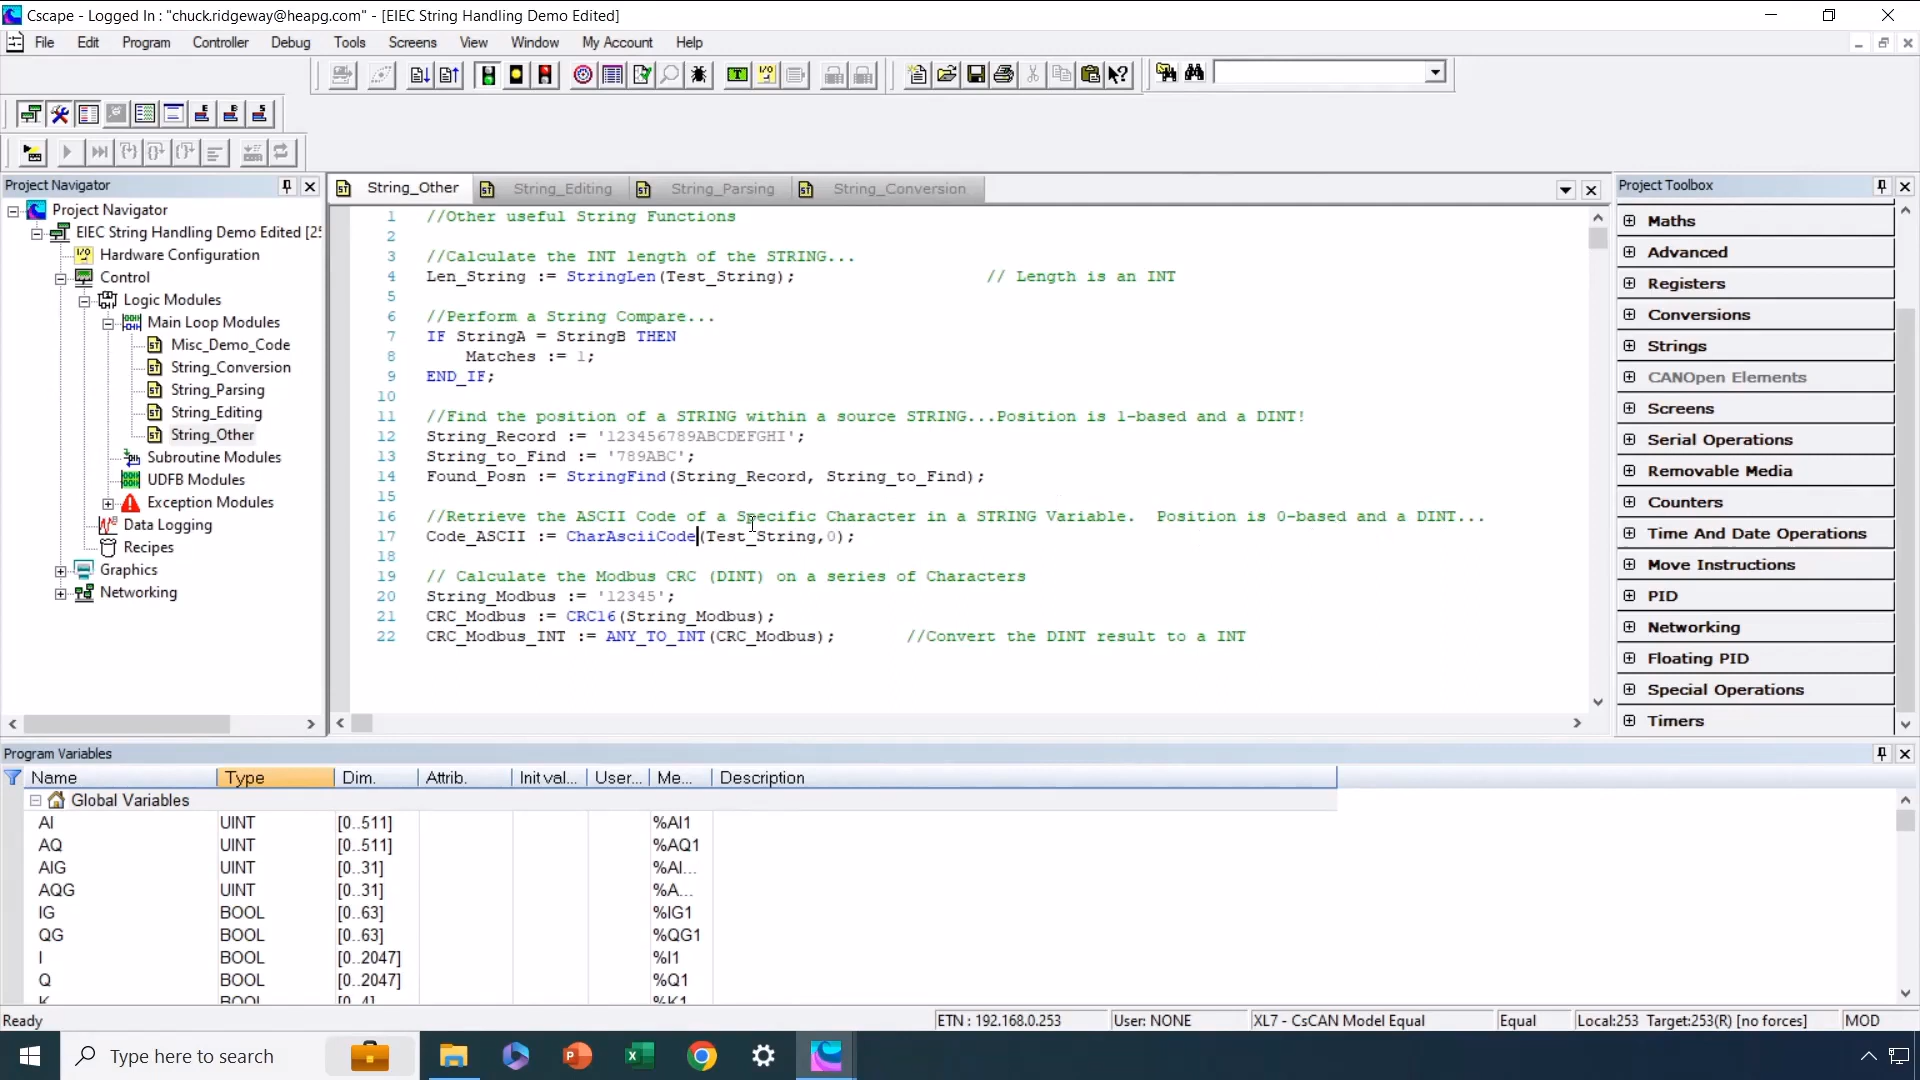 Cscape - Logged In : "chuck.ridgeway@heapg.com" - [EIEC String Handling Demo Edited]
File Edit Program Controller Debug Tools Screens View Window My Account Help
Project Navigator
Project Navigator
EIEC String Handling Demo Edited [25
Hardware Configuration
Control
Logic Modules
Main Loop Modules
Misc_Demo_Code
String_Conversion
String_Parsing
String_Editing
String_Other
Subroutine Modules
UDFB Modules
Exception Modules
Data Logging
Recipes
Graphics
Networking
String_Other String_Editing String_Parsing String_Conversion
1 //Other useful String Functions
2
3 //Calculate the INT length of the STRING...
4 Len_String := StringLen(Test_String); // Length is an INT
5
6 //Perform a String Compare...
7 IF StringA = StringB THEN
8 Matches := 1;
9 END_IF;
10
11 //Find the position of a STRING within a source STRING...Position is 1-based and a DINT!
12 String_Record := '123456789ABCDEFGHI';
13 String_to_Find := '789ABC';
14 Found_Posn := StringFind(String_Record, String_to_Find);
15
16 //Retrieve the ASCII Code of a Specific Character in a STRING Variable.  Position is 0-based and a DINT...
17 Code_ASCII := CharAsciiCode(Test_String,0);
18
19 // Calculate the Modbus CRC (DINT) on a series of Characters
20 String_Modbus := '12345';
21 CRC_Modbus := CRC16(String_Modbus);
22 CRC_Modbus_INT := ANY_TO_INT(CRC_Modbus); //Convert the DINT result to a INT
Project Toolbox
Maths
Advanced
Registers
Conversions
Strings
CANOpen Elements
Screens
Serial Operations
Removable Media
Counters
Time And Date Operations
Move Instructions
PID
Networking
Floating PID
Special Operations
Timers
Program Variables
Name Type Dim. Attrib. Init val... User... Me... Description
Global Variables
AI UINT [0..511] %AI1
AQ UINT [0..511] %AQ1
AIG UINT [0..31] %AI...
AQG UINT [0..31] %A...
IG BOOL [0..63] %IG1
QG BOOL [0..63] %QG1
I BOOL [0..2047] %I1
Q BOOL [0..2047] %Q1
K BOOL [0..4] %K1
Ready ETN : 192.168.0.253 User: NONE XL7 - CsCAN Model Equal Equal Local:253 Target:253(R) [no forces] MOD
Type here to search